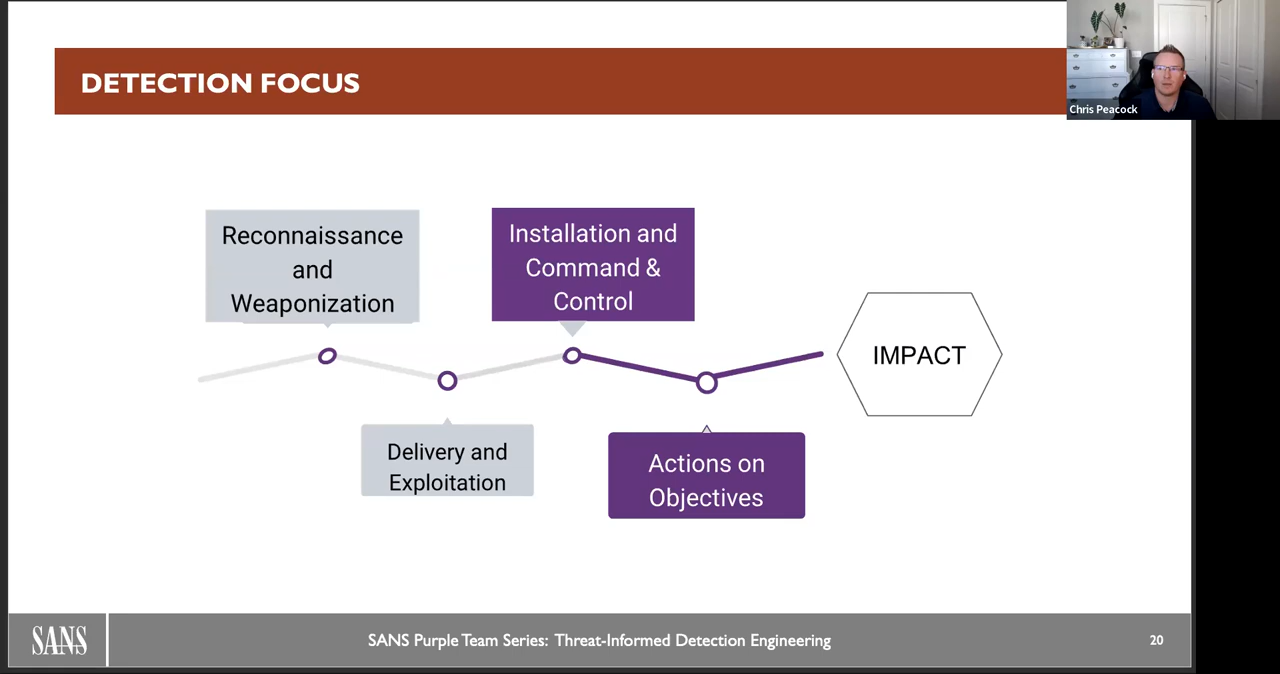 DETECTION FOCUS
Chris Peacock
Reconnaissance
and
Weaponization
Installation and
Command &
Control
IMPACT
Delivery and
Exploitation
Actions on
Objectives
SANS
SANS Purple Team Series: Threat-Informed Detection Engineering
20